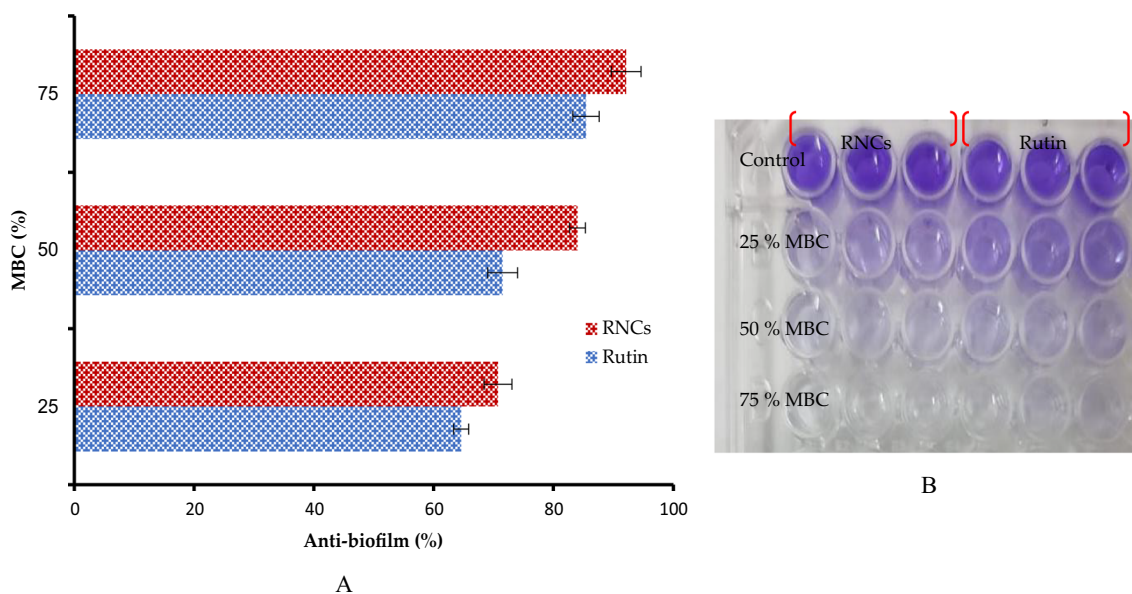 75
50
25
MBC (%)
RNCs
Rutin
0 20 40 60 80 100
Anti-biofilm (%)
A
RNCs Rutin
Control
25 % MBC
50 % MBC
75 % MBC
B